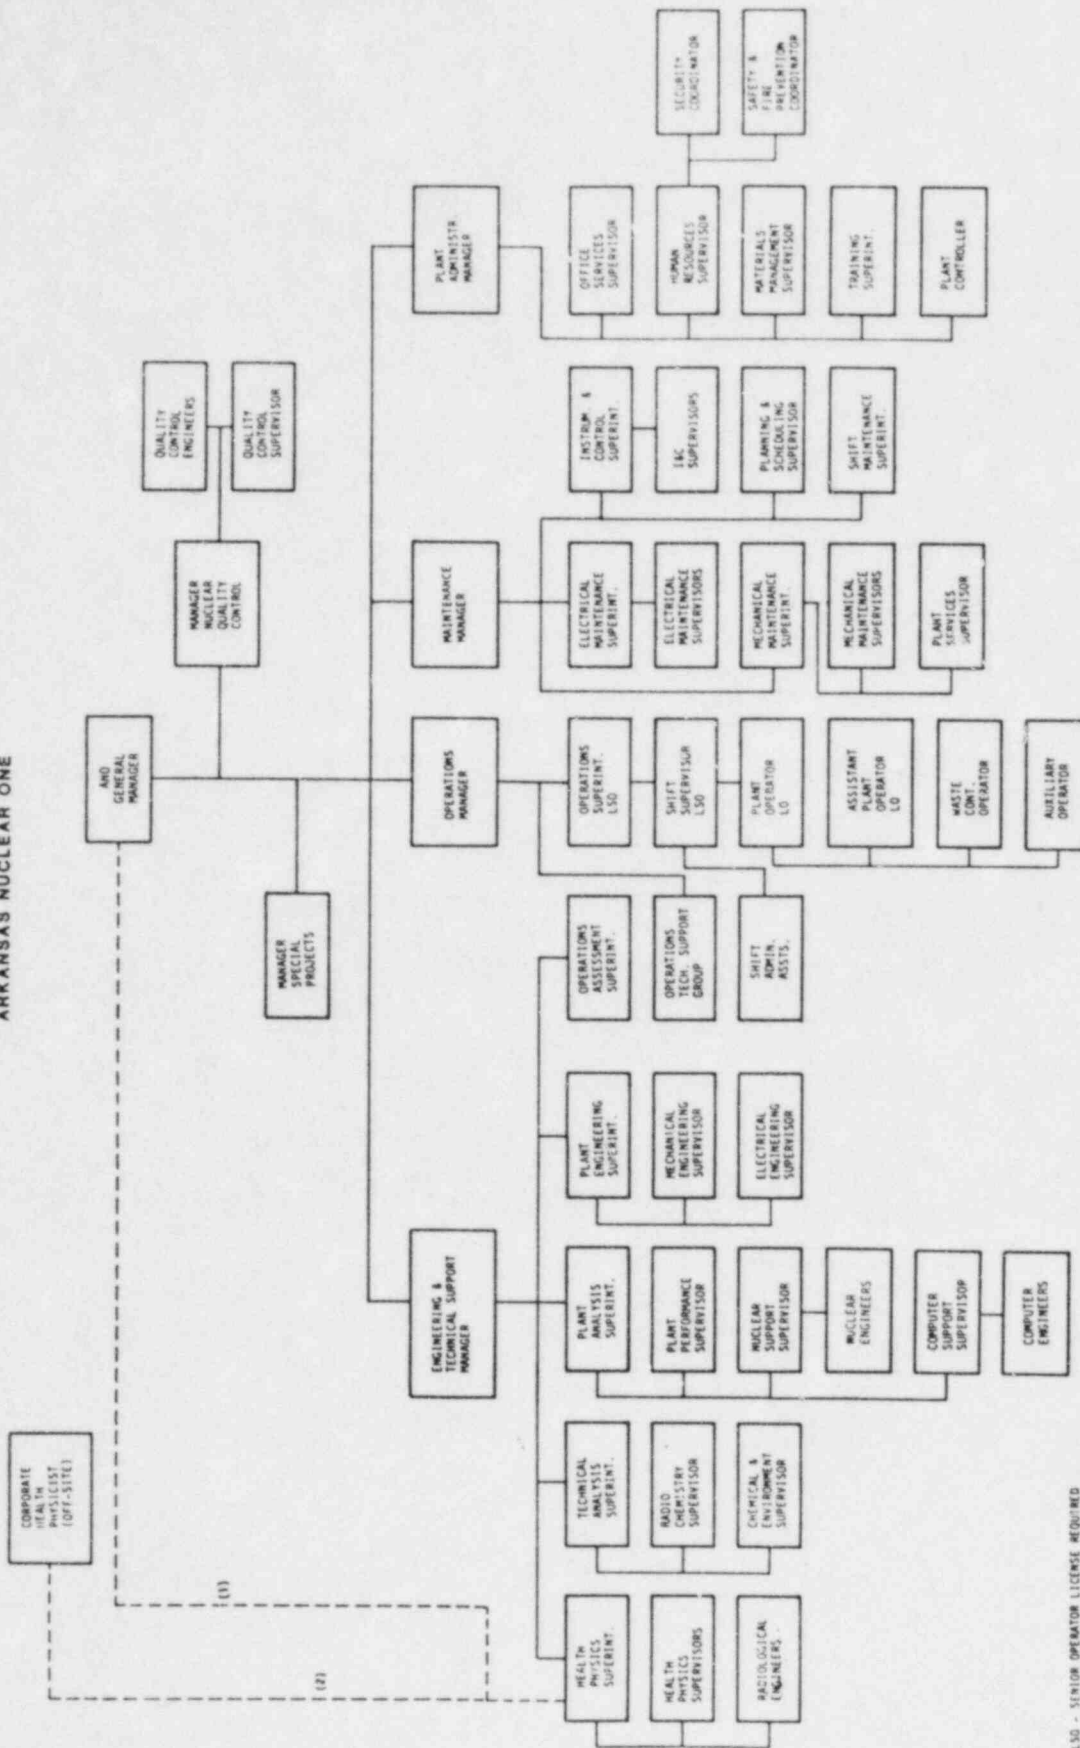 ARKANSAS NUCLEAR ONE
CORPORATE
HEALTH
PHYSICIST
(OFF-SITE)
ANO
GENERAL
MANAGER
(1)
(2)
MANAGER
NUCLEAR
QUALITY
CONTROL
QUALITY
CONTROL
ENGINEERS
QUALITY
CONTROL
SUPERVISOR
MANAGER
SPECIAL
PROJECTS
ENGINEERING &
TECHNICAL SUPPORT
MANAGER
OPERATIONS
MANAGER
MAINTENANCE
MANAGER
PLANT
ADMINISTR.
MANAGER
HEALTH
PHYSICS
SUPERINT.
HEALTH
PHYSICS
SUPERVISORS
RADIOLOGICAL
ENGINEERS
TECHNICAL
ANALYSIS
SUPERINT.
RADIO
CHEMISTRY
SUPERVISOR
CHEMICAL &
ENVIRONMENT
SUPERVISOR
PLANT
ANALYSIS
SUPERINT.
PLANT
PERFORMANCE
SUPERVISOR
NUCLEAR
SUPPORT
SUPERVISOR
NUCLEAR
ENGINEERS
COMPUTER
SUPPORT
SUPERVISOR
COMPUTER
ENGINEERS
PLANT
ENGINEERING
SUPERINT.
MECHANICAL
ENGINEERING
SUPERVISOR
ELECTRICAL
ENGINEERING
SUPERVISOR
OPERATIONS
ASSESSMENT
SUPERINT.
OPERATIONS
TECH. SUPPORT
GROUP
SHIFT
ADMIN.
ASSTS.
OPERATIONS
SUPERINT.
LSO
SHIFT
SUPERVISOR
LSO
PLANT
OPERATOR
LO
ASSISTANT
PLANT
OPERATOR
LO
WASTE
CONT.
OPERATOR
AUXILIARY
OPERATOR
ELECTRICAL
MAINTENANCE
SUPERINT.
ELECTRICAL
MAINTENANCE
SUPERVISORS
MECHANICAL
MAINTENANCE
SUPERINT.
MECHANICAL
MAINTENANCE
SUPERVISORS
PLANT
SERVICES
SUPERVISOR
INSTRUM. &
CONTROL
SUPERINT.
I&C
SUPERVISORS
PLANNING &
SCHEDULING
SUPERVISOR
SHIFT
MAINTENANCE
SUPERINT.
OFFICE
SERVICES
SUPERVISOR
HUMAN
RESOURCES
SUPERVISOR
MATERIALS
MANAGEMENT
SUPERVISOR
TRAINING
SUPERINT.
PLANT
CONTROLLER
SECURITY
COORDINATOR
SAFETY &
FIRE
PREVENTION
COORDINATOR
LSO - SENIOR OPERATOR LICENSE REQUIRED